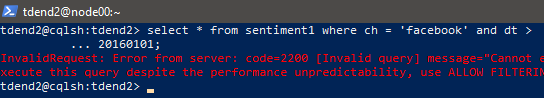 tdend2@node00:~
tdend2@cqlsh:tdend2> select * from sentiment1 where ch = 'facebook' and dt >
... 20160101;
InvalidRequest: Error from server: code=2200 [Invalid query] message="Cannot
xecute this query despite the performance unpredictability, use ALLOW
tdend2@cqlsh:tdend2>